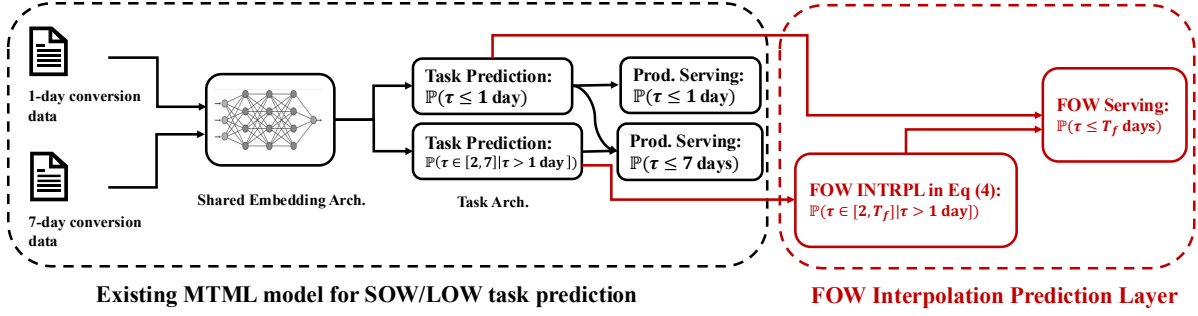 1-day conversion
data
7-day conversion
data
Shared Embedding Arch.
Task Prediction:
ℙ(τ ≤ 1 day)
Task Prediction:
ℙ(τ ∈ [2, 7]|τ > 1 day ])
Task Arch.
Prod. Serving:
ℙ(τ ≤ 1 day)
Prod. Serving:
ℙ(τ ≤ 7 days)
Existing MTML model for SOW/LOW task prediction
FOW INTRPL in Eq (4):
ℙ(τ ∈ [2, T_f]|τ > 1 day])
FOW Serving:
ℙ(τ ≤ T_f days)
FOW Interpolation Prediction Layer